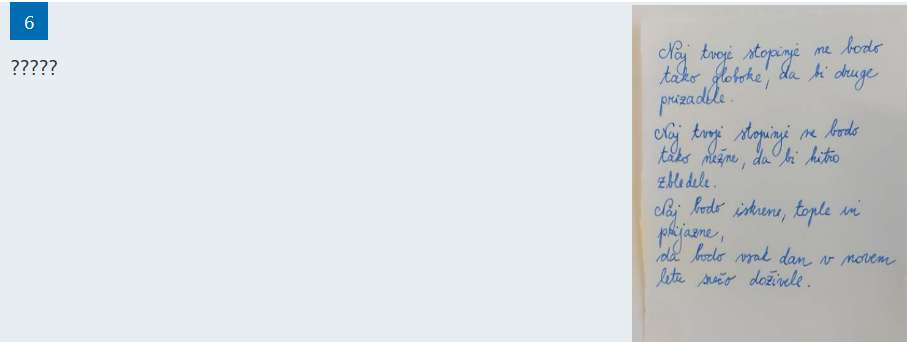 6
?????
Naj tvoje stopinje ne bodo
tako globoke, da bi druge
prizadele.
Naj tvoje stopinje ne bodo
tako nežne, da bi hitro
zbledele.
Naj bodo iskrene, tople in
prijazne,
da bodo vsak dan v novem
letu srečo doživele.